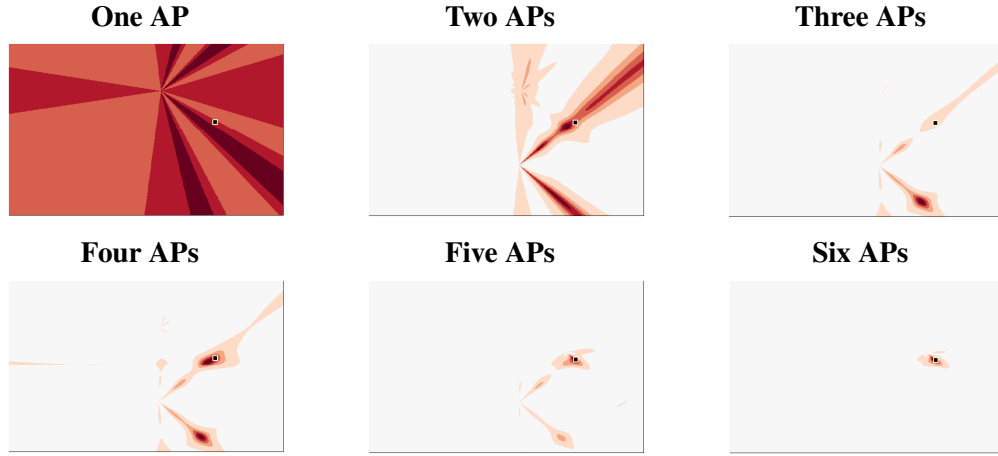 One AP
Two APs
Three APs
Four APs
Five APs
Six APs